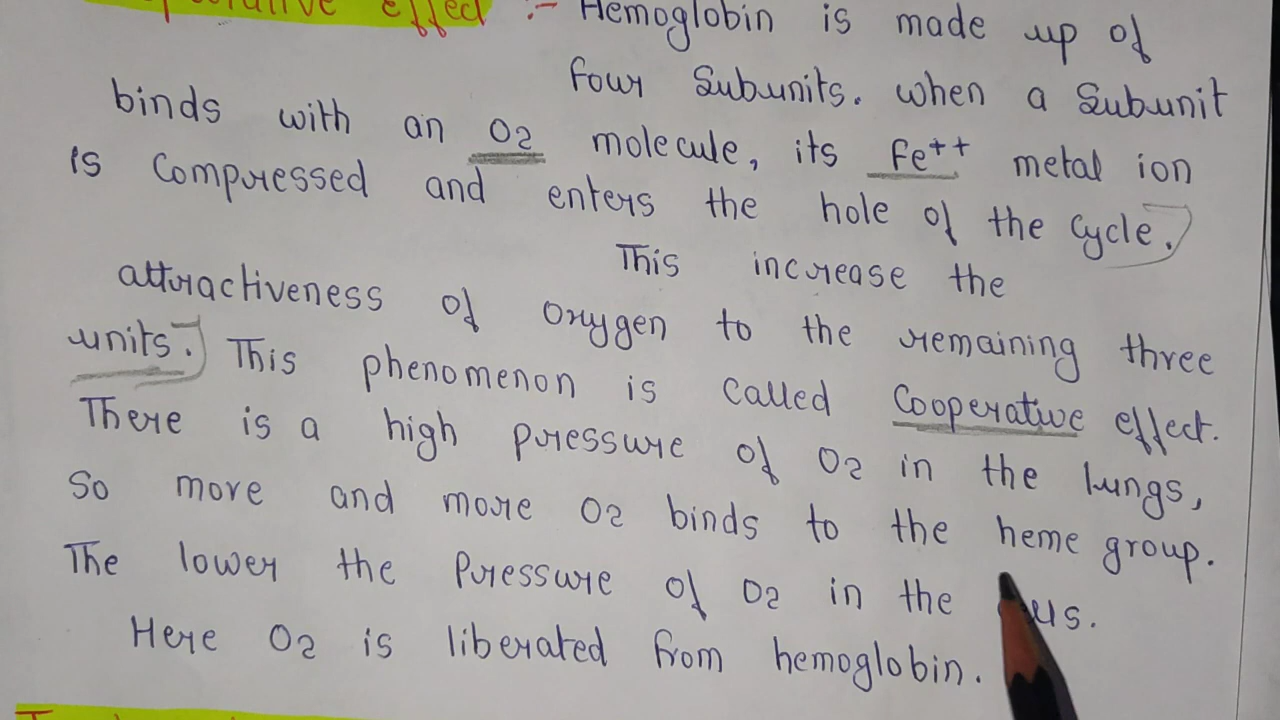 effect :- Hemoglobin is made up of
four Subunits. when a Subunit
binds with an O2 molecule, its Fe++ metal ion
is Compressed and enters the hole of the Cycle.
This increase the
attractiveness of oxygen to the remaining three
units. This phenomenon is called Cooperative effect.
There is a high pressure of O2 in the lungs,
So more and more O2 binds to the heme group.
The lower the Pressure of O2 in the
Here O2 is liberated from hemoglobin.